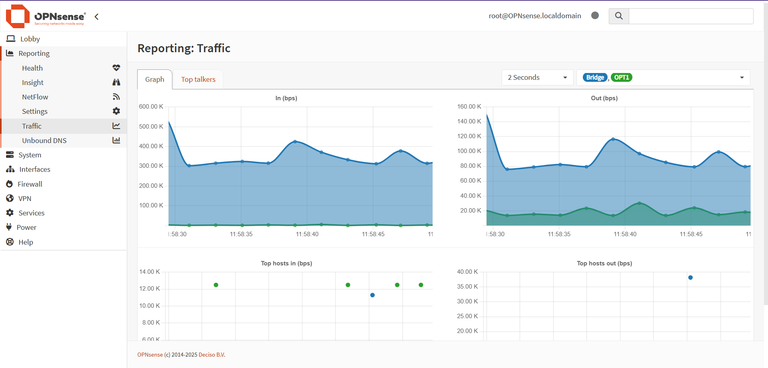 OPNsense®
root@OPNsense.localdomain
Lobby
Reporting
Health
Insight
NetFlow
Settings
Traffic
Unbound DNS
System
Interfaces
Firewall
VPN
Services
Power
Help
Reporting: Traffic
Graph
Top talkers
2 Seconds
Bridge, OPT1
In (bps)
600.00 K
500.00 K
400.00 K
300.00 K
200.00 K
100.00 K
:58:30
11:58:35
11:58:40
11:58:45
11
Out (bps)
160.00 K
140.00 K
120.00 K
100.00 K
80.00 K
60.00 K
40.00 K
20.00 K
:58:30
11:58:35
11:58:40
11:58:45
11
Top hosts in (bps)
14.00 K
12.00 K
10.00 K
8.00 K
6.00 K
Top hosts out (bps)
40.00 K
35.00 K
30.00 K
25.00 K
20.00 K
OPNsense (c) 2014-2025 Deciso B.V.